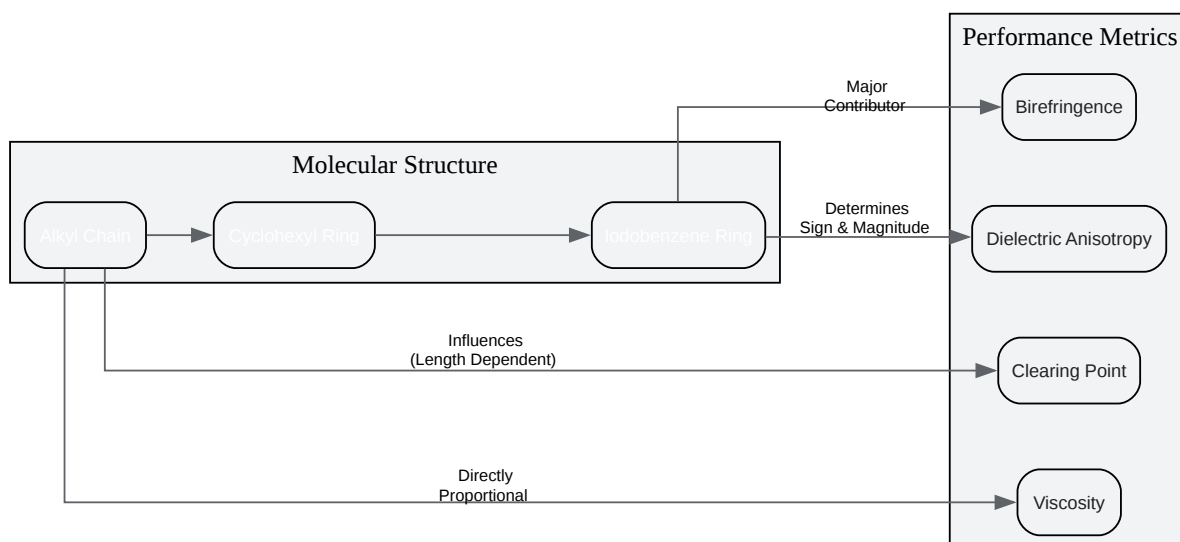 Performance Metrics
Major
Contributor
Birefringence
Molecular Structure
Alkyl Chain
Cyclohexyl Ring
Iodobenzene Ring
Determines
Sign & Magnitude
Dielectric Anisotropy
Influences
(Length Dependent)
Clearing Point
Directly
Proportional
Viscosity